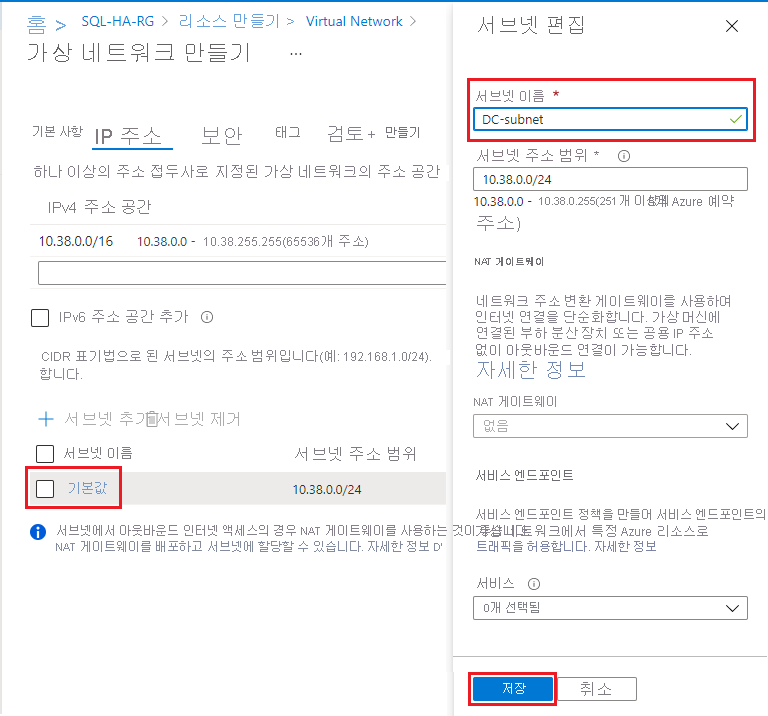 홈 > SQL-HA-RG > 리소스 만들기 > Virtual Network >
가상 네트워크 만들기 ...
기본 사항 IP 주소 보안 태그 검토 + 만들기
하나 이상의 주소 접두사로 지정된 가상 네트워크의 주소 공간
IPv4 주소 공간
10.38.0.0/16 10.38.0.0 - 10.38.255.255(65536개 주소)
IPv6 주소 공간 추가
CIDR 표기법으로 된 서브넷의 주소 범위입니다(예: 192.168.1.0/24).
합니다.
+ 서브넷 추가 서브넷 제거
서브넷 이름 서브넷 주소 범위
기본값 10.38.0.0/24
서브넷에서 아웃바운드 인터넷 액세스의 경우 NAT 게이트웨이를 사용하는 것이 좋습니다.
NAT 게이트웨이를 배포하고 서브넷에 할당할 수 있습니다. 자세한 정보 D'
서브넷 편집
서브넷 이름 *
DC-subnet
서브넷 주소 범위 *
10.38.0.0/24
10.38.0.0 - 10.38.0.255(251개 Azure 예약
주소)
NAT 게이트웨이
네트워크 주소 변환 게이트웨이를 사용하여
인터넷 연결을 단순화합니다. 가상 머신에
연결된 부하 분산 장치 또는 공용 IP 주소
없이 아웃바운드 연결이 가능합니다.
자세한 정보
NAT 게이트웨이
없음
서비스 엔드포인트
서비스 엔드포인트 정책을 만들어 서비스 엔드포인트의
가상 네트워크에서 특정 Azure 리소스로
트래픽을 허용합니다. 자세한 정보
서비스
0개 선택됨
저장 취소